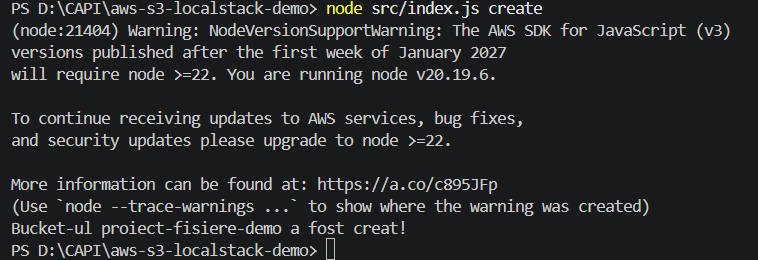 PS D:\CAPI\aws-s3-localstack-demo> node src/index.js create
(node:21404) Warning: NodeVersionSupportWarning: The AWS SDK for JavaScript (v3)
versions published after the first week of January 2027
will require node >=22. You are running node v20.19.6.

To continue receiving updates to AWS services, bug fixes,
and security updates please upgrade to node >=22.

More information can be found at: https://a.co/c895JFp
(Use `node --trace-warnings ...` to show where the warning was created)
Bucket-ul proiect-fisiere-demo a fost creat!
PS D:\CAPI\aws-s3-localstack-demo>